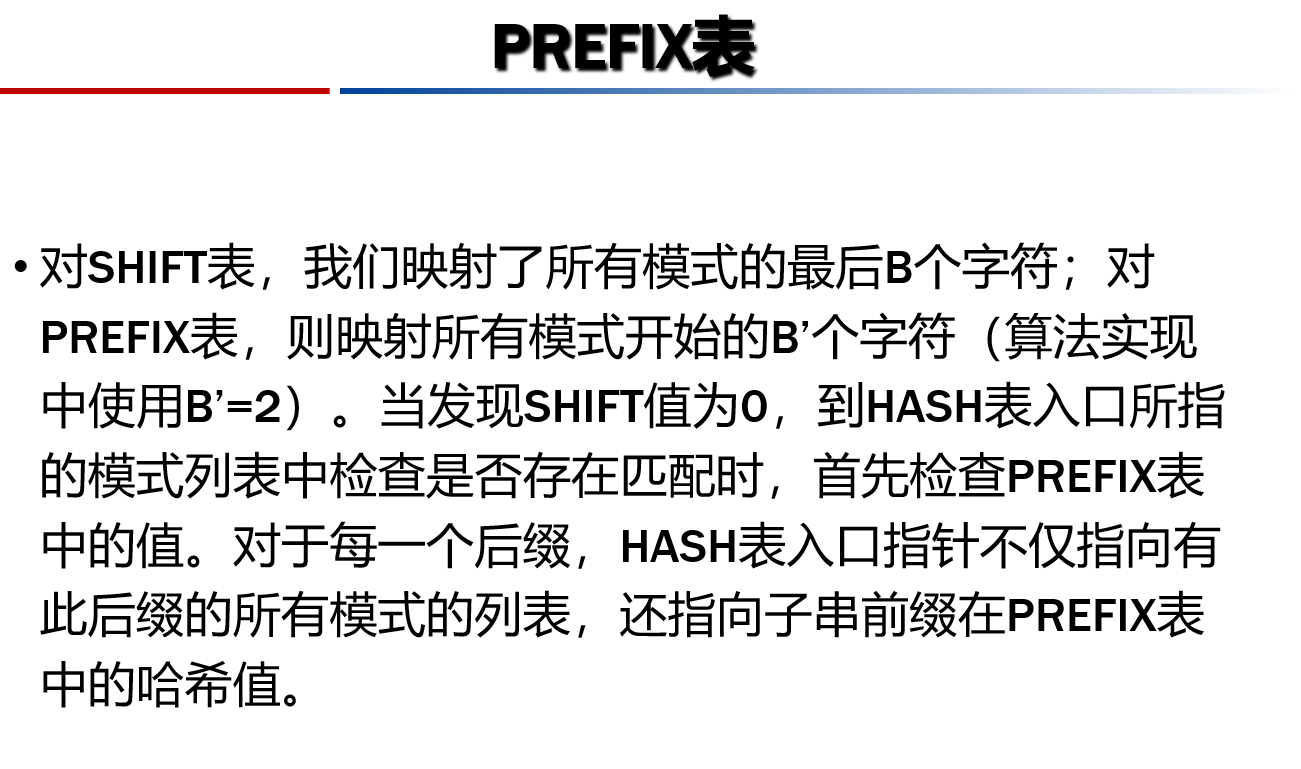 PREFIX表
• 对SHIFT表，我们映射了所有模式的最后B个字符；对
PREFIX表，则映射所有模式开始的B’个字符（算法实现
中使用B’=2）。当发现SHIFT值为0，到HASH表入口所指
的模式列表中检查是否存在匹配时，首先检查PREFIX表
中的值。对于每一个后缀，HASH表入口指针不仅指向有
此后缀的所有模式的列表，还指向子串前缀在PREFIX表
中的哈希值。